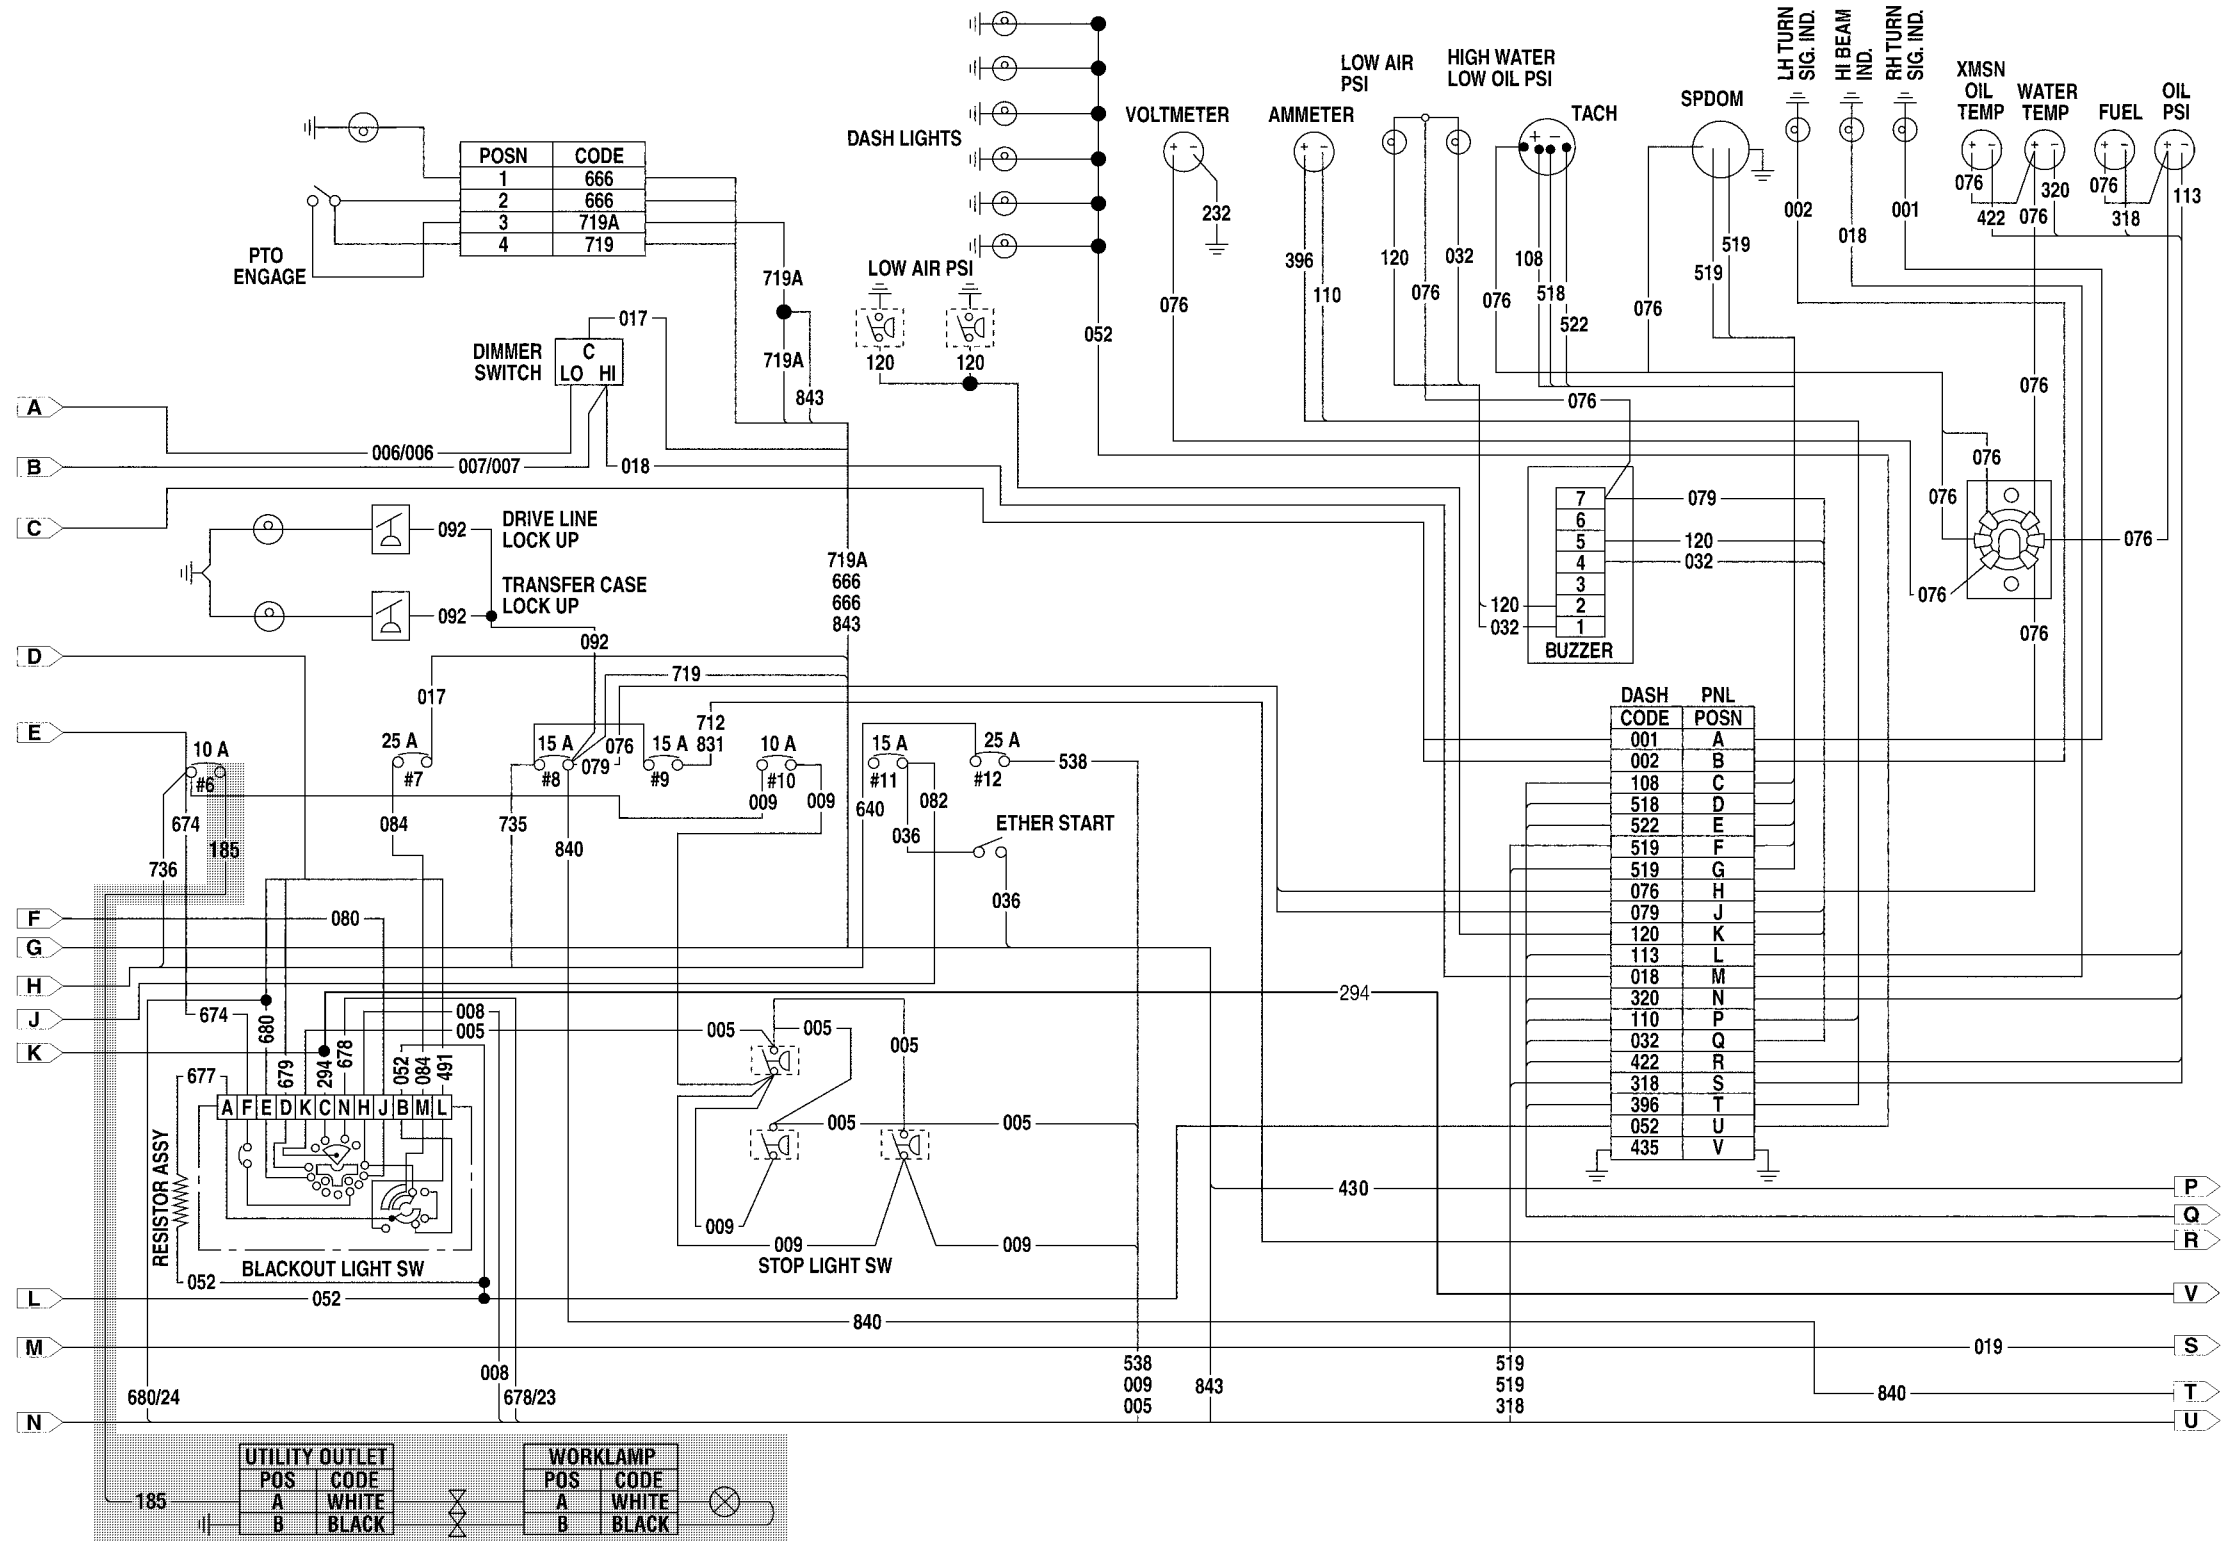 LH TURN SIG. IND.
HI BEAM IND.
RH TURN SIG. IND.
XMSN OIL TEMP
WATER TEMP
FUEL
OIL PSI
LOW AIR PSI
HIGH WATER
LOW OIL PSI
VOLTMETER
AMMETER
TACH
SPDOM
DASH LIGHTS
POSN CODE
1 666
2 666
3 719A
4 719
PTO
ENGAGE
+ -
+ -
+ -
+ -
+ -
+ -
+ -
232
076
396
110
120
076
032
076
108
518
522
076
519
519
002
018
001
076
422
076
320
076
318
113
719A
719A
843
LOW AIR PSI
120
120
052
017
DIMMER
SWITCH
C
LO HI
076
076
A
006/006
B
007/007
018
C
092
DRIVE LINE
LOCK UP
TRANSFER CASE
LOCK UP
092
092
719A
666
666
843
076
076
076
076
076
7
6
5
4
3
2
1
079
120
032
120
032
BUZZER
D
017
719
E
10 A
#6
25 A
#7
15 A
#8
076
079
15 A
#9
712
831
10 A
#10
15 A
#11
25 A
#12
538
674
185
736
084
735
840
009
009
640
082
036
ETHER START
036
DASH PNL
CODE POSN
001 A
002 B
108 C
518 D
522 E
519 F
519 G
076 H
079 J
120 K
113 L
018 M
320 N
110 P
032 Q
422 R
318 S
396 T
052 U
435 V
F
080
G
H
J
K
674
680
679
294
678
008
005
052
084
491
677
A F E D K C N H J B M L
RESISTOR ASSY
BLACKOUT LIGHT SW
052
294
005
005
005
005
005
009
009
009
STOP LIGHT SW
430
P
Q
R
L
052
V
840
M
019
S
008
680/24
678/23
538
009
005
843
519
519
318
840
T
N
U
UTILITY OUTLET
POS CODE
A WHITE
B BLACK
185
WORKLAMP
POS CODE
A WHITE
B BLACK